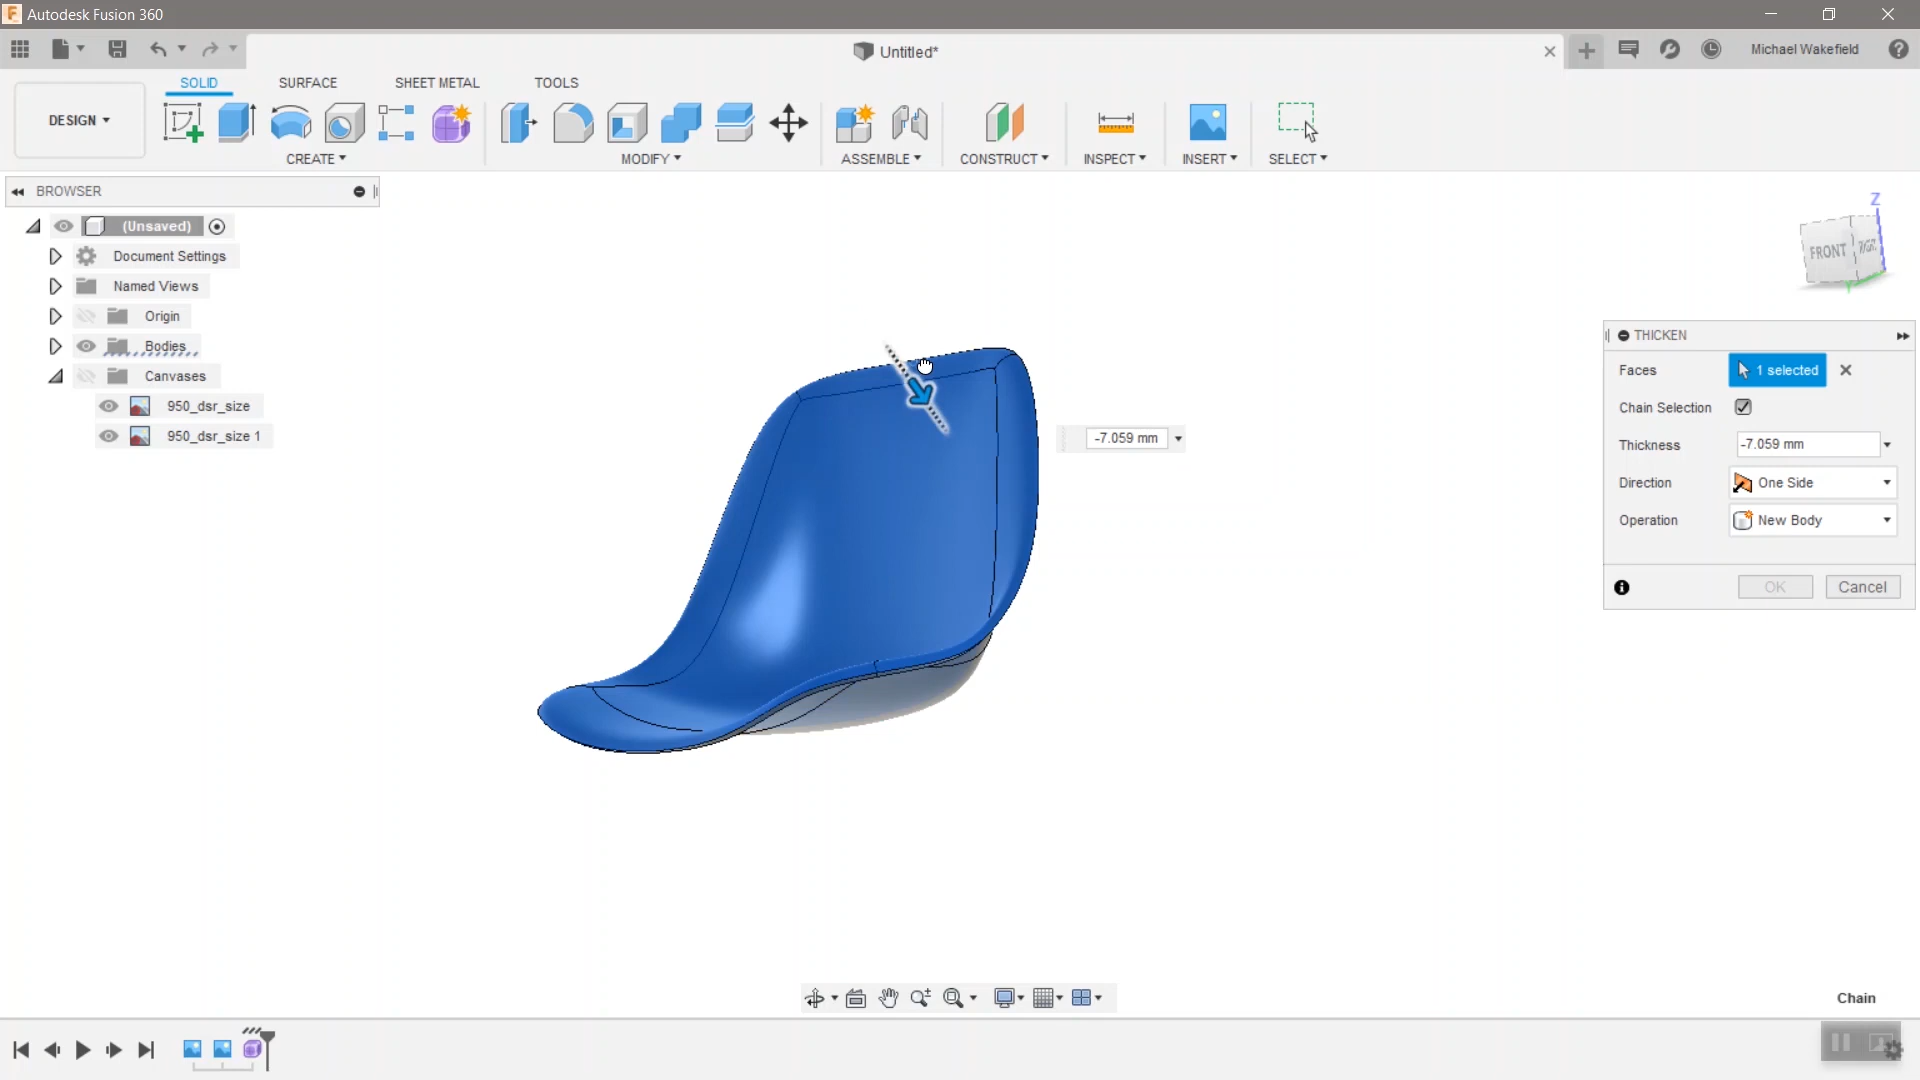 Autodesk Fusion 360
Untitled*
Michael Wakefield
DESIGN
SOLID
SURFACE
SHEET METAL
TOOLS
CREATE
MODIFY
ASSEMBLE
CONSTRUCT
INSPECT
INSERT
SELECT
BROWSER
(Unsaved)
Document Settings
Named Views
Origin
Bodies
Canvases
950_dsr_size
950_dsr_size 1
Z
FRONT
RIGHT
Y
-7.059 mm
THICKEN
Faces
1 selected
Chain Selection
Thickness
-7.059 mm
Direction
One Side
Operation
New Body
OK
Cancel
Chain